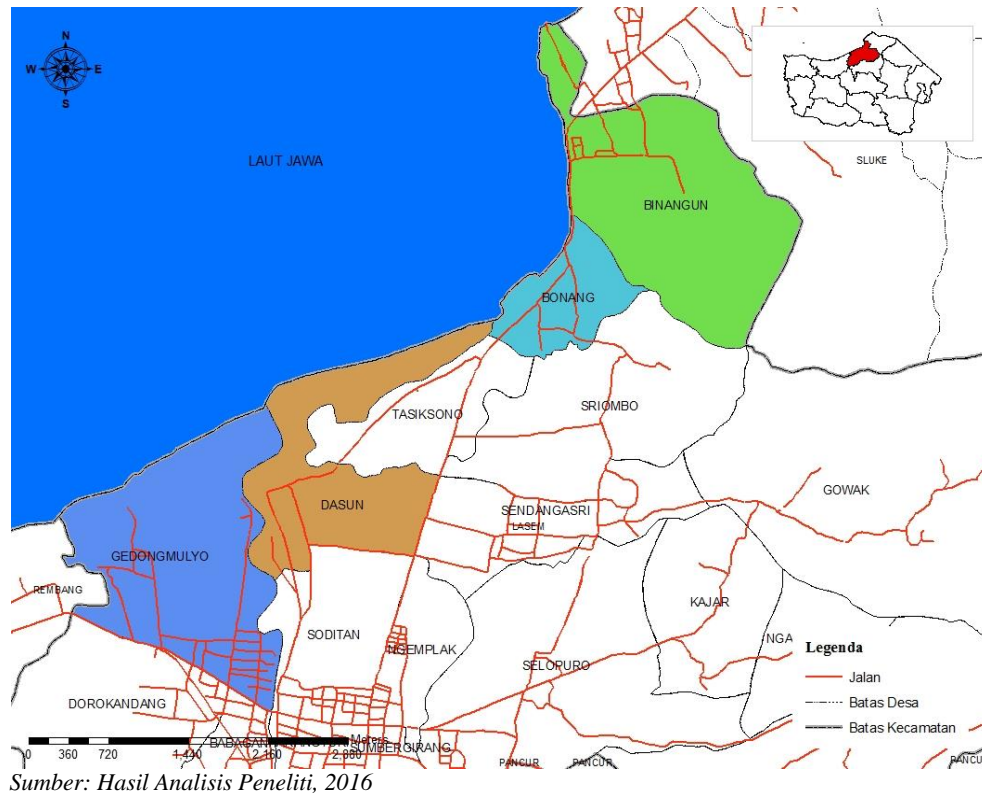 N
W E
S
LAUT JAWA
SLUKE
BINANGUN
BONANG
TASIKSONO
SRIOMBO
GOWAK
DASUN
SENDANGASRI
LASEM
GEDONGMULYO
REMBANG
KAJAR
SODITAN
NGA
NGEMPLAK
SELOPURO
Legenda
Jalan
Batas Desa
Batas Kecamatan
DOROKANDANG
SUMBERGIRANG
Meters
0 360 720 1,440 2,160 2,880
PANCUR
PANCUR
PANCU
Sumber: Hasil Analisis Peneliti, 2016